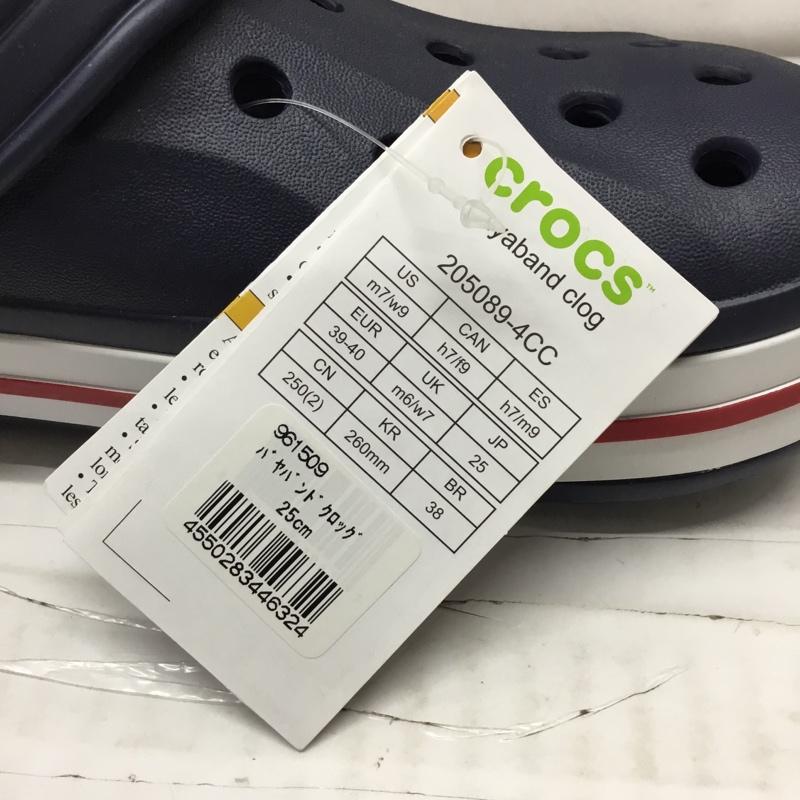 crocs™
yaband clog
205089-4CC
US CAN ES
m7/w9 h7/f9 h7/m9
EUR UK JP
39-40 m6/w7 25
CN KR BR
250(2) 260mm 38
961509
バヤバンドクロッグ
25cm
4550283446324